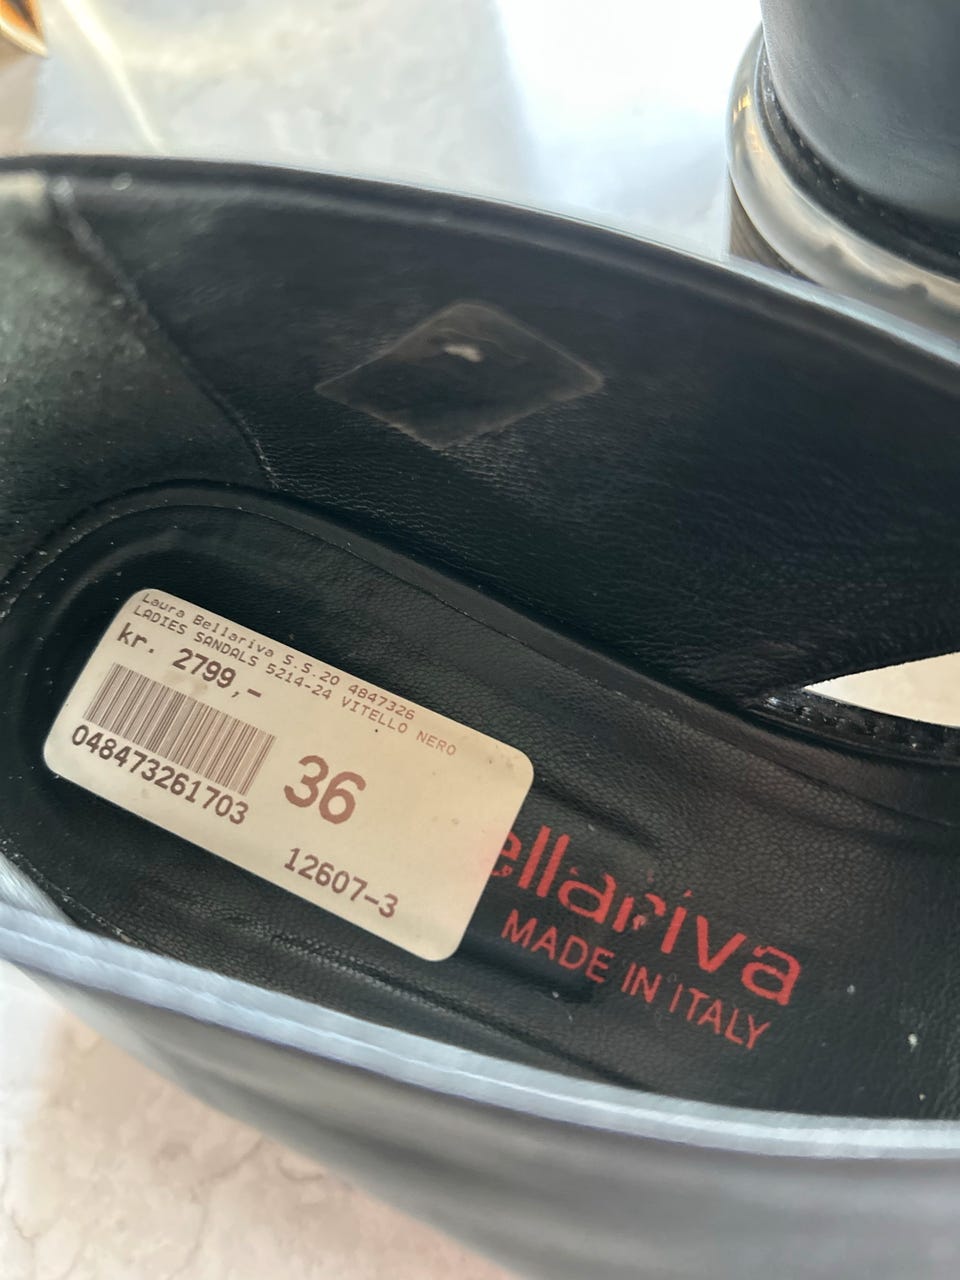 Laura Bellariva S.S.20 4847326
LADIES SANDALS 5214-24 VITELLO NERO
kr. 2799,-
048473261703
36
12607-3
ellariva
MADE IN ITALY